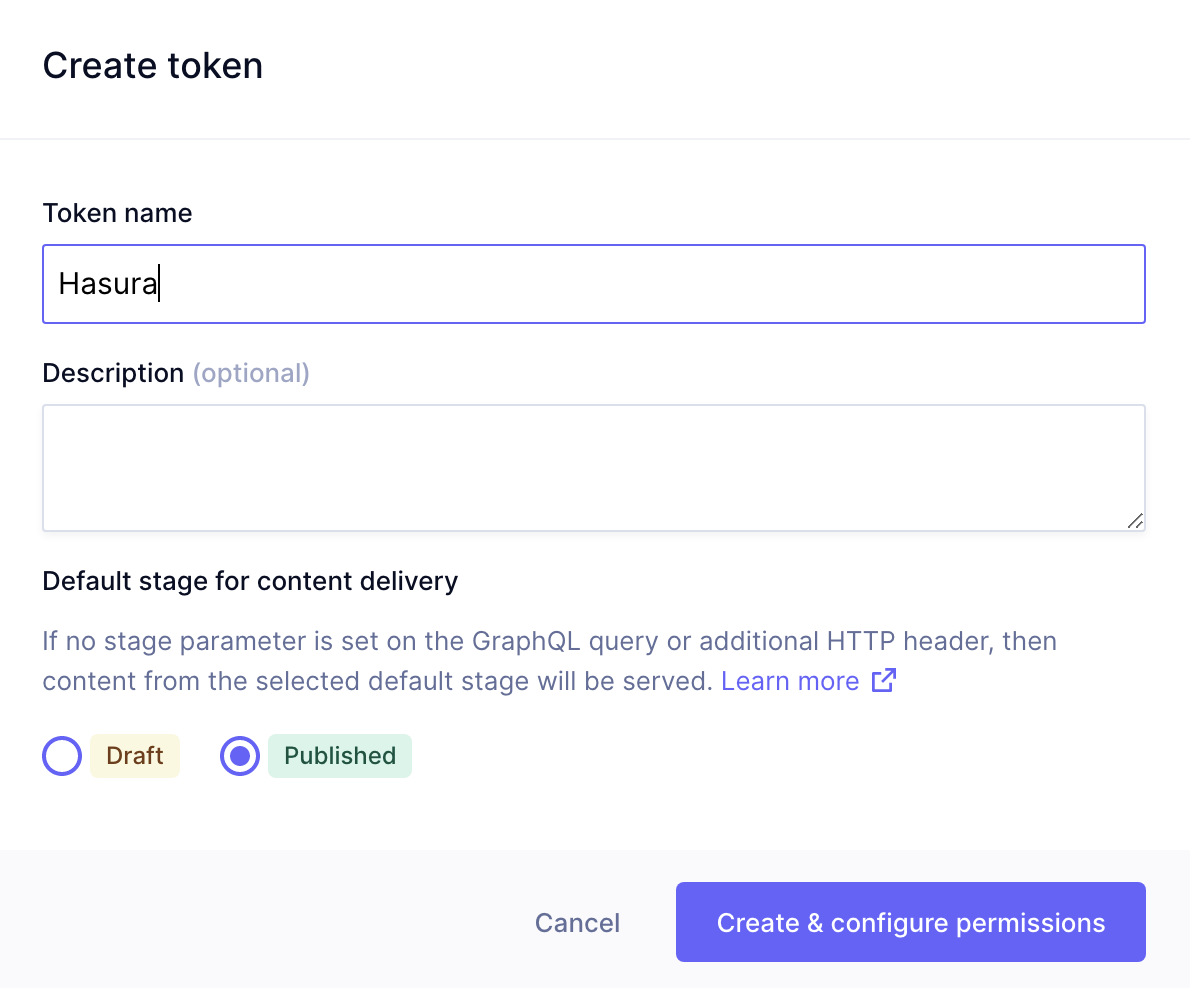 Create token
Token name
Hasura
Description (optional)
Default stage for content delivery
If no stage parameter is set on the GraphQL query or additional HTTP header, then
content from the selected default stage will be served. Learn more
Draft Published
Cancel Create & configure permissions